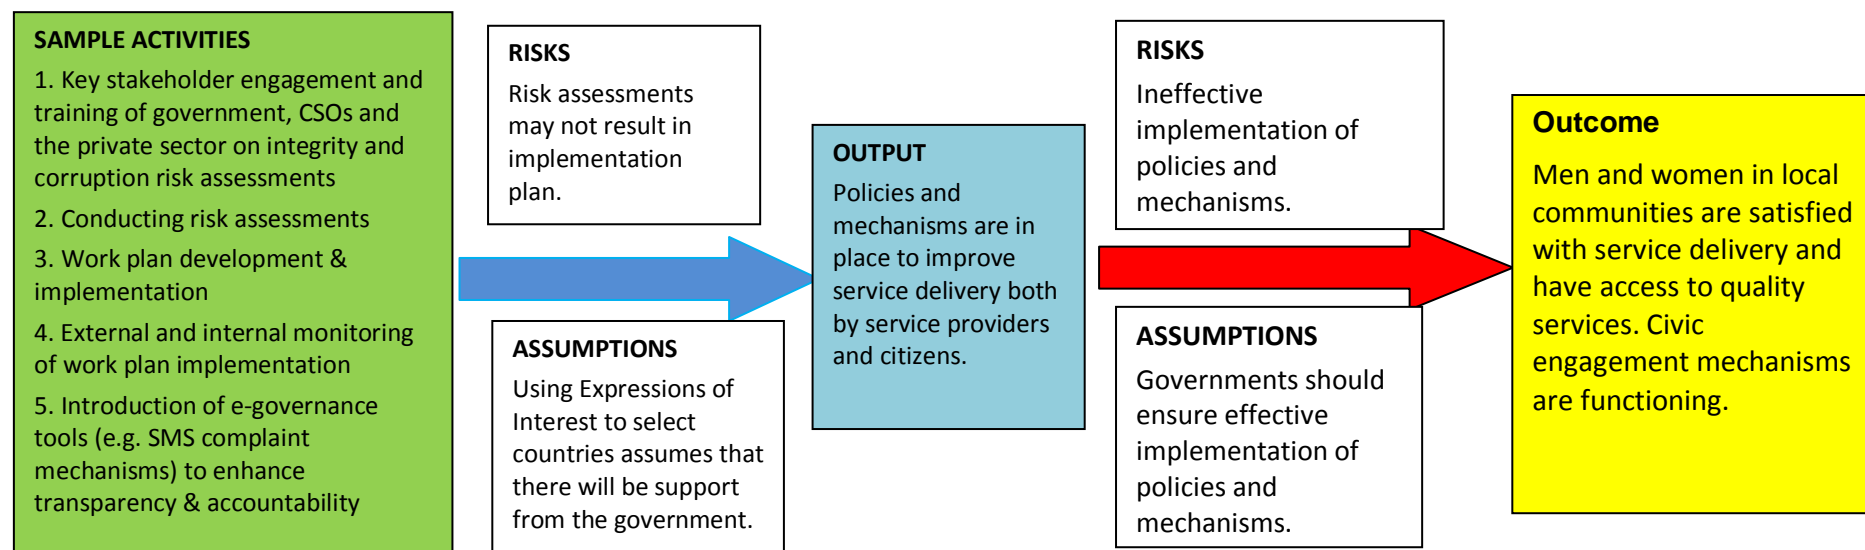 SAMPLE ACTIVITIES
1. Key stakeholder engagement and
training of government, CSOs and
the private sector on integrity and
corruption risk assessments
2. Conducting risk assessments
3. Work plan development &
implementation
4. External and internal monitoring
of work plan implementation
5. Introduction of e-governance
tools (e.g. SMS complaint
mechanisms) to enhance
transparency & accountability
RISKS
Risk assessments
may not result in
implementation
plan.
ASSUMPTIONS
Using Expressions of
Interest to select
countries assumes that
there will be support
from the government.
OUTPUT
Policies and
mechanisms are in
place to improve
service delivery both
by service providers
and citizens.
RISKS
Ineffective
implementation of
policies and
mechanisms.
ASSUMPTIONS
Governments should
ensure effective
implementation of
policies and
mechanisms.
Outcome
Men and women in local
communities are satisfied
with service delivery and
have access to quality
services. Civic
engagement mechanisms
are functioning.